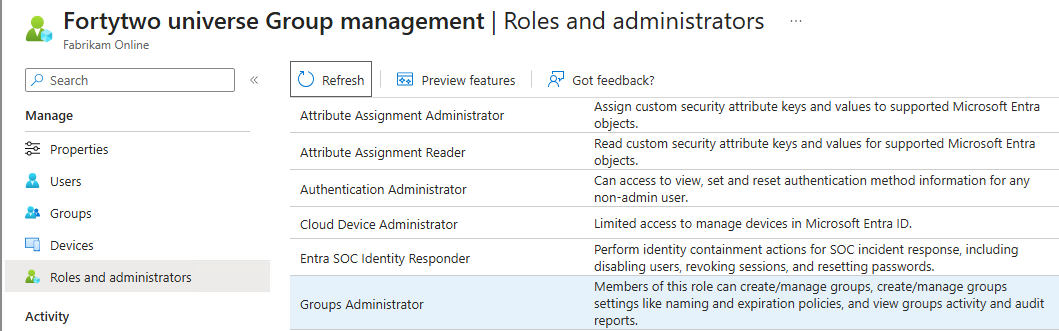 Fortytwo universe Group management | Roles and administrators ...
Fabrikam Online
Search
«
Refresh
Preview features
Got feedback?
Manage
Properties
Users
Groups
Devices
Roles and administrators
Activity
Attribute Assignment Administrator
Assign custom security attribute keys and values to supported Microsoft Entra
objects.
Attribute Assignment Reader
Read custom security attribute keys and values for supported Microsoft Entra
objects.
Authentication Administrator
Can access to view, set and reset authentication method information for any
non-admin user.
Cloud Device Administrator
Limited access to manage devices in Microsoft Entra ID.
Entra SOC Identity Responder
Perform identity containment actions for SOC incident response, including
disabling users, revoking sessions, and resetting passwords.
Groups Administrator
Members of this role can create/manage groups, create/manage groups
settings like naming and expiration policies, and view groups activity and audit
reports.